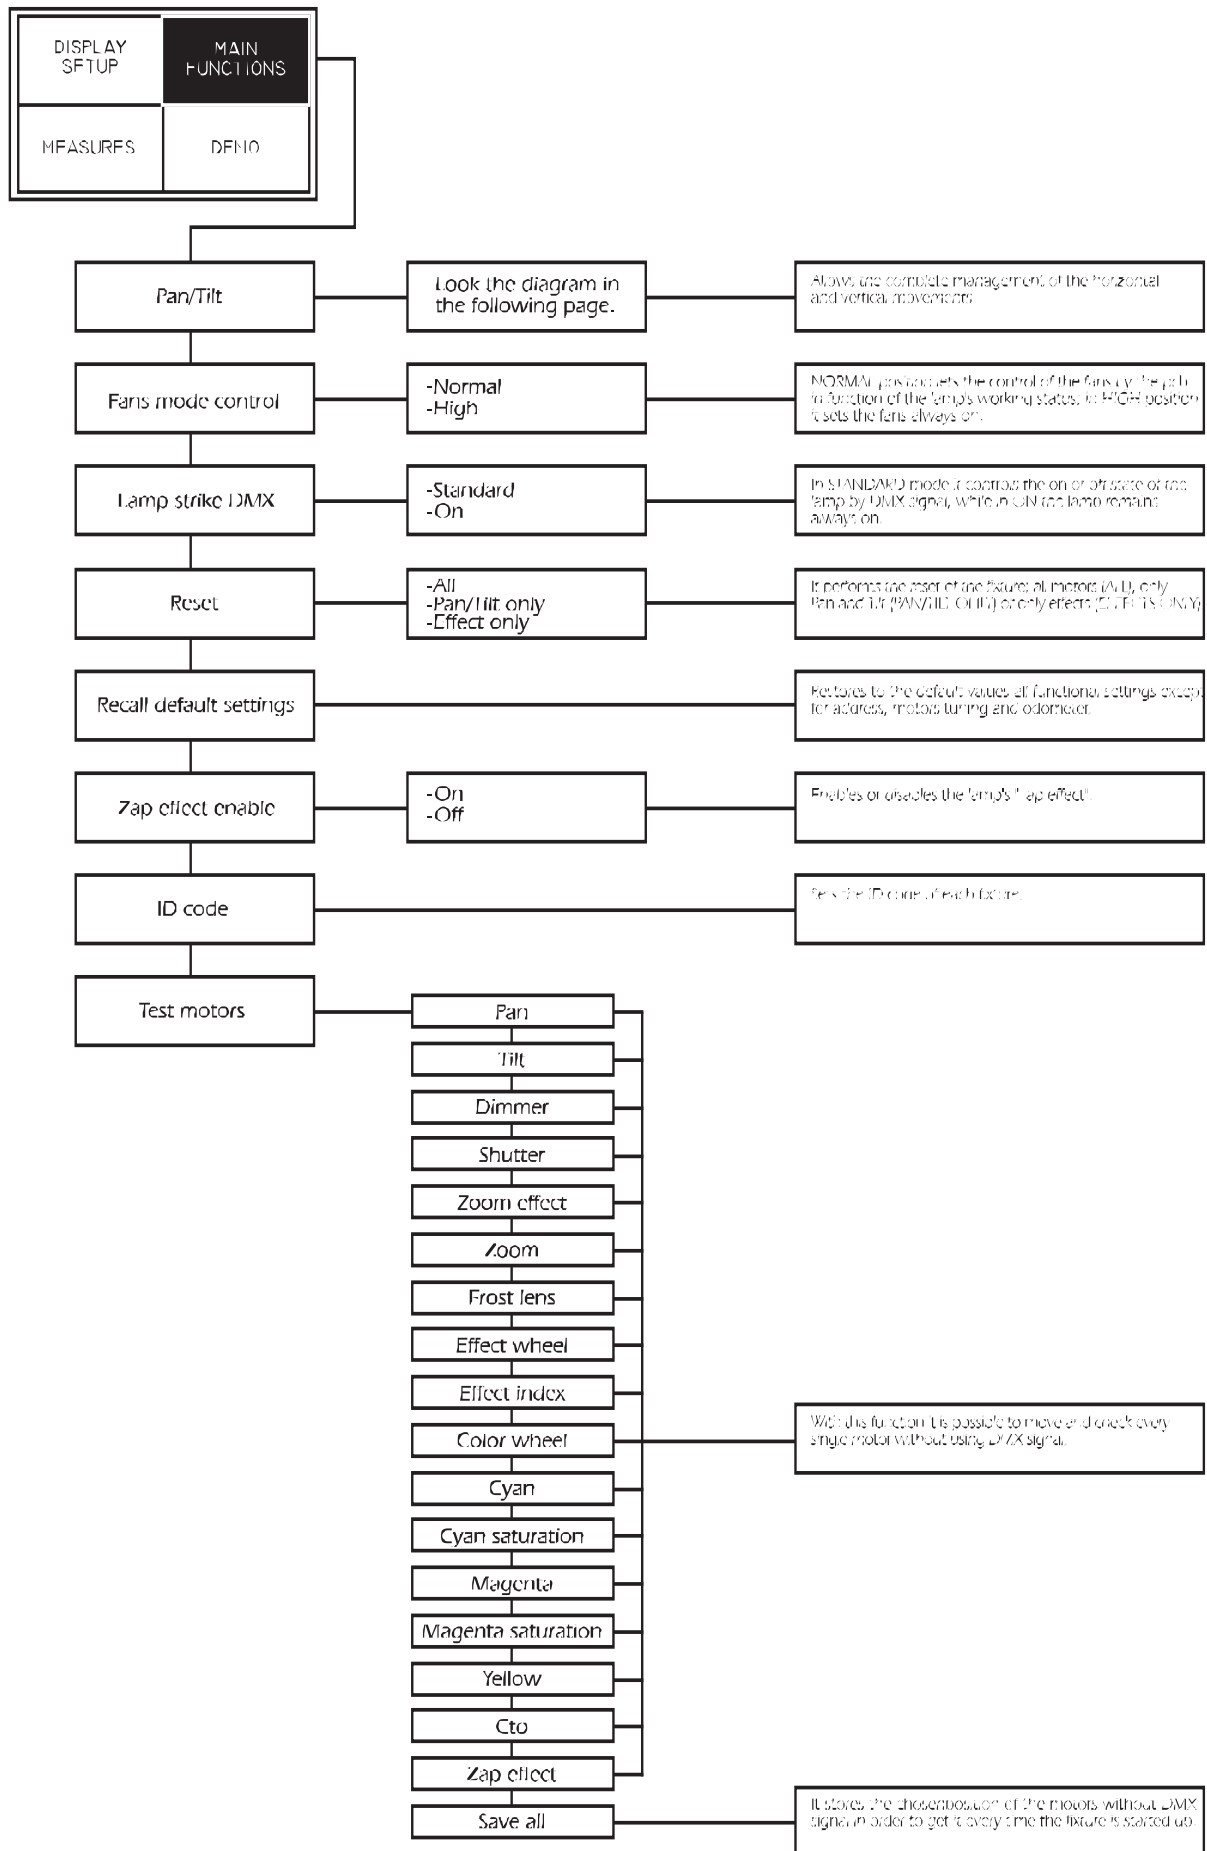 DISPLAY
SETUP
MAIN
FUNCTIONS
MEASURES
DEMO
Pan/Tilt
Look the diagram in
the following page.
Allows the complete management of the horizontal
and vertical movements
Fans mode control
-Normal
-High
NORMAL position sets the control of the fans by the pcb
in function of the lamp's working status; in HIGH position
it sets the fans always on.
Lamp strike DMX
-Standard
-On
In STANDARD mode it controls the on or off state of the
lamp by DMX signal, while in ON the lamp remains
always on.
Reset
-All
-Pan/Tilt only
-Effect only
It performs the reset of the fixture; all motors (ALL), only
Pan and Tilt (PAN/TILT ONLY) or only effects (EFFECTS ONLY)
Recall default settings
Restores to the default values all functional settings except
for address, motors tuning and odometer.
Zap effect enable
-On
-Off
Enables or disables the lamp's " ap effect".
ID code
Sets the ID code of each fixture.
Test motors
Pan
Tilt
Dimmer
Shutter
Zoom effect
Zoom
Frost lens
Effect wheel
Effect index
Color wheel
With this function it is possible to move and check every
single motor without using DMX signal.
Cyan
Cyan saturation
Magenta
Magenta saturation
Yellow
Cto
Zap effect
Save all
It stores the chosen position of the motors without DMX
signal in order to get it every time the fixture is started up.